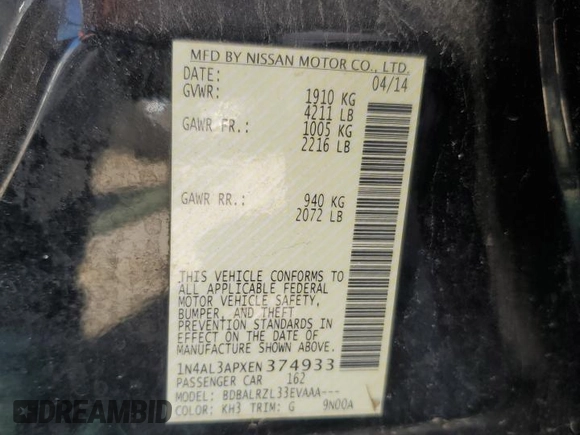 MFD BY NISSAN MOTOR CO., LTD.
DATE: 04/14
GVWR: 1910 KG
4211 LB
GAWR FR.: 1005 KG
2216 LB
GAWR RR.: 940 KG
2072 LB
THIS VEHICLE CONFORMS TO
ALL APPLICABLE FEDERAL
MOTOR VEHICLE SAFETY,
BUMPER, AND THEFT
PREVENTION STANDARDS IN
EFFECT ON THE DATE OF
MANUFACTURE SHOWN ABOVE.
1N4AL3APXEN374933
PASSENGER CAR 162
MODEL: BDBALRZL33EVAAA---
COLOR: KH3 TRIM: G 9N00A
DREAMBID